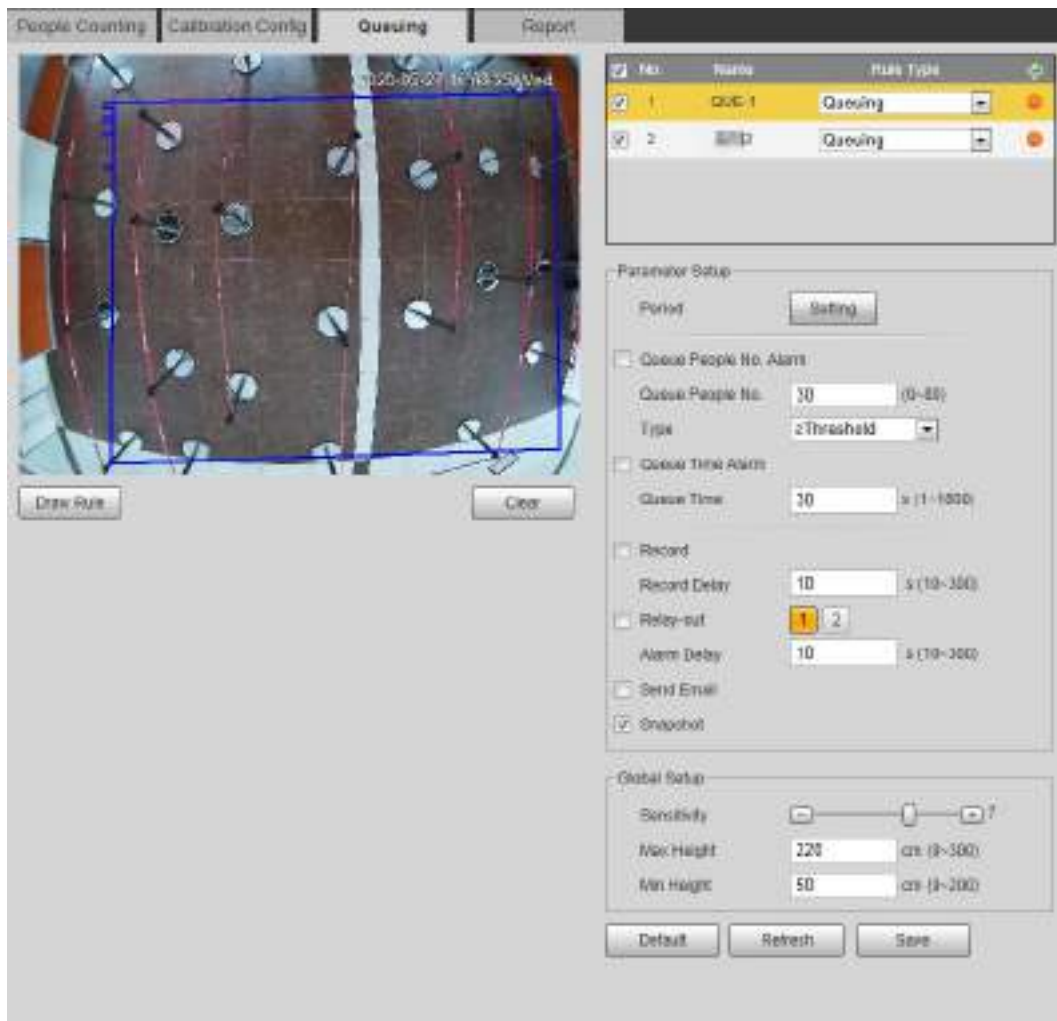 People Counting
Calibration Config
Queuing
Report
No.
Name
Rule Type
1
QUE-1
Queuing
2
Queuing
Parameter Setup
Period
Setting
Queue People No. Alarm
Queue People No.
30
(0~80)
Type
≥Threshold
Queue Time Alarm
Queue Time
30
s (1~1800)
Record
Record Delay
10
s (10~300)
Relay-out
1
2
Alarm Delay
10
s (10~300)
Send Email
Snapshot
Draw Rule
Clear
Global Setup
Sensitivity
7
Max Height
220
cm (0~300)
Min Height
50
cm (0~200)
Default
Refresh
Save